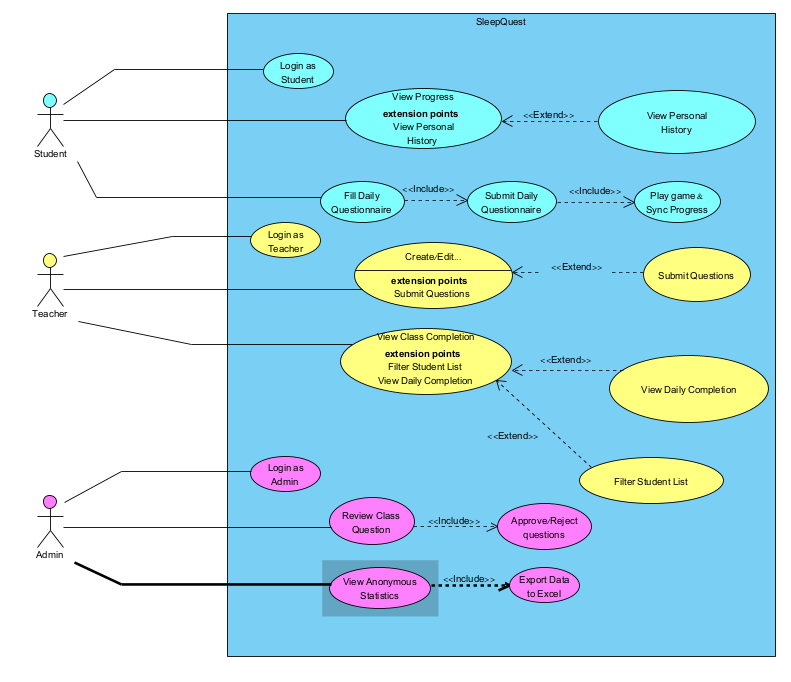 SleepQuest
Login as
Student
View Progress
extension points
View Personal
History
<<Extend>>
View Personal
History
Student
Fill Daily
Questionnaire
<<Include>>
Submit Daily
Questionnaire
<<Include>>
Play game &
Sync Progress
Login as
Teacher
Create/Edit...
extension points
Submit Questions
<<Extend>>
Submit Questions
Teacher
View Class Completion
extension points
Filter Student List
View Daily Completion
<<Extend>>
View Daily Completion
<<Extend>>
Filter Student List
Login as
Admin
Review Class
Question
<<Include>>
Approve/Reject
questions
Admin
View Anonymous
Statistics
<<Include>>
Export Data
to Excel